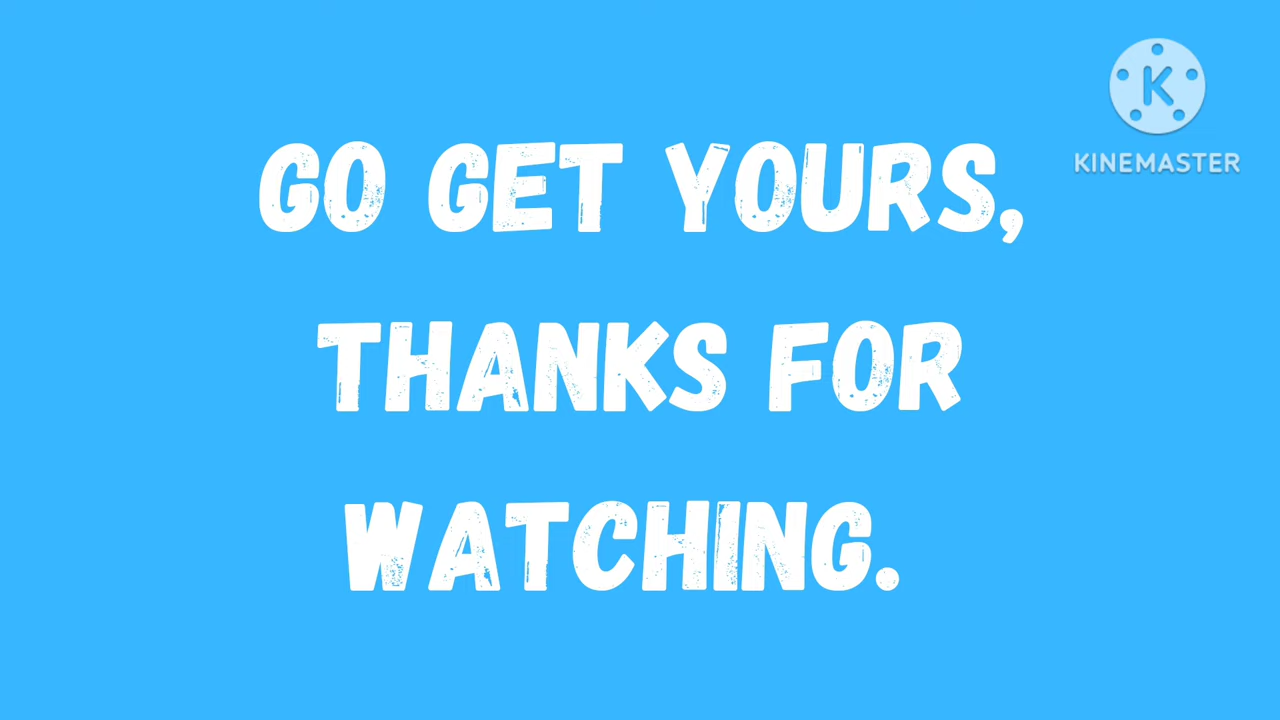 K
KINEMASTER
GO GET YOURS,
THANKS FOR
WATCHING.